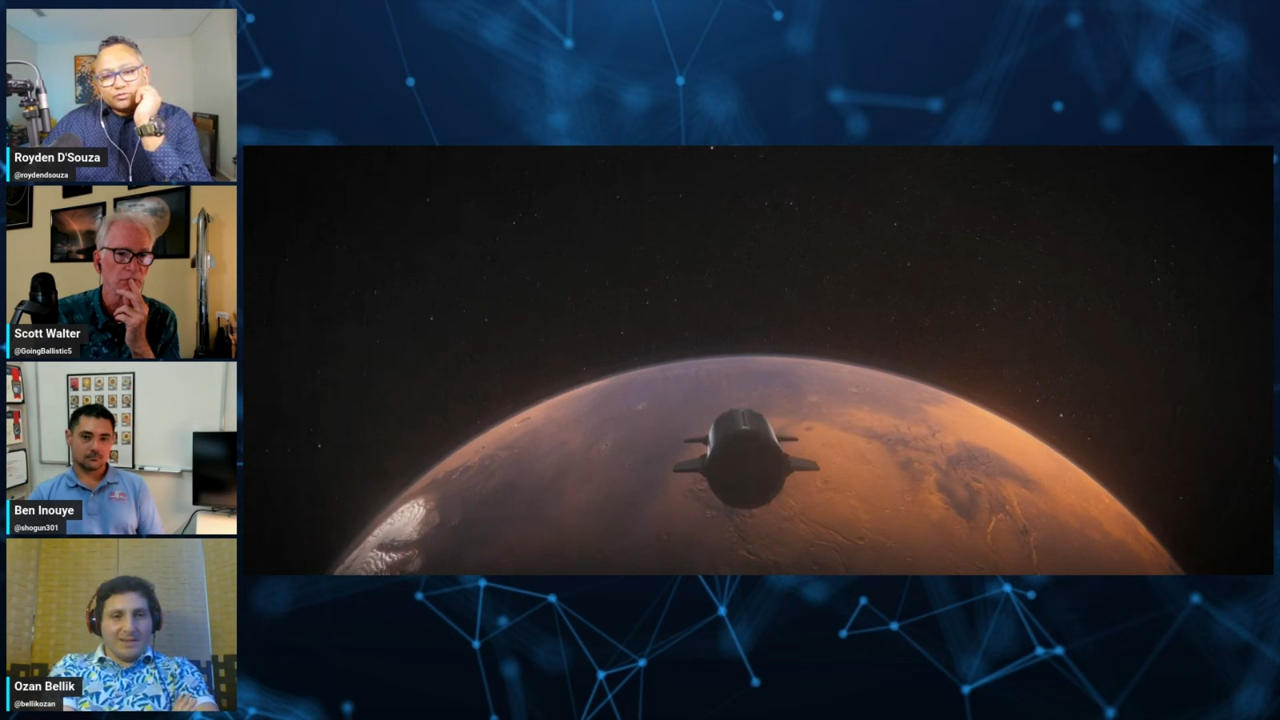 Royden D'Souza
@roydendsouza
Scott Walter
@GoingBallistic5
Ben Inouye
@shogun301
Ozan Bellik
@bellikozan